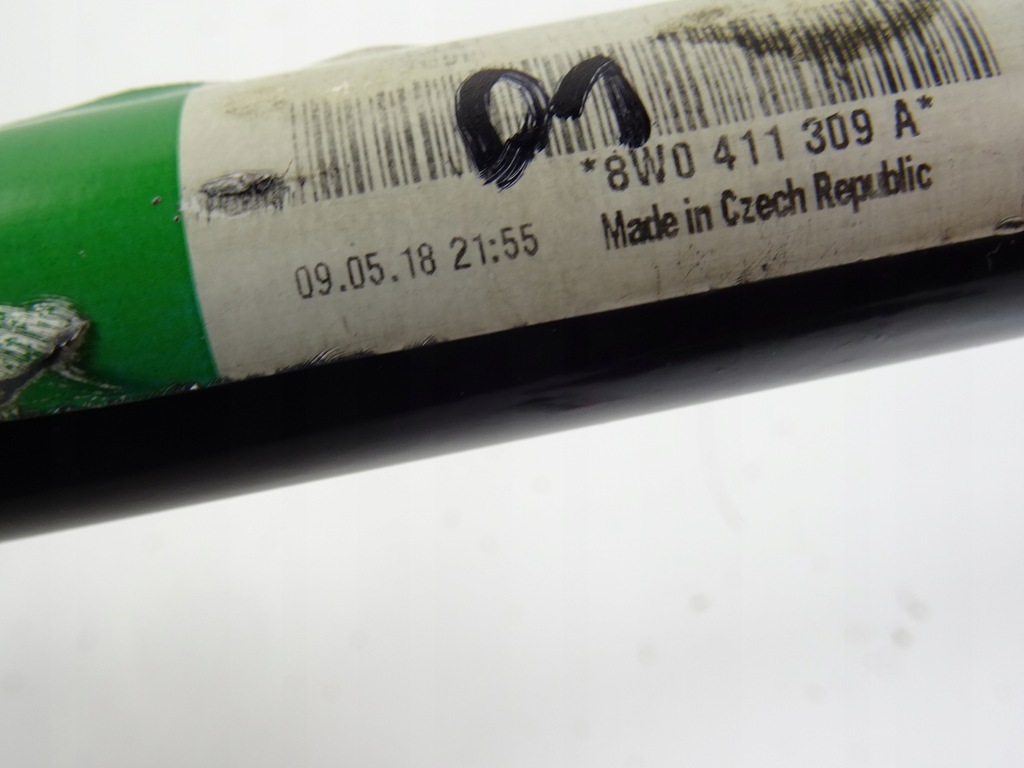 *8W0 411 309 A*
Made in Czech Republic
09.05.18 21:55